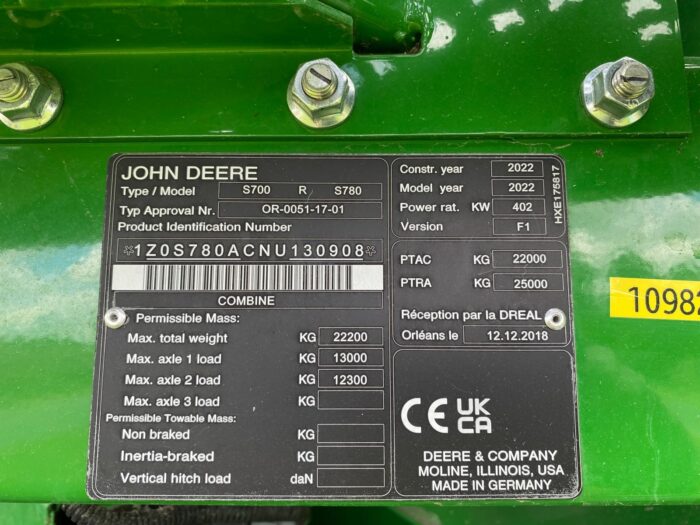 JOHN DEERE
Type / Model S700 R S780
Typ Approval Nr. OR-0051-17-01
Product Identification Number
*1Z0S780ACNU130908*
COMBINE
Permissible Mass:
Max. total weight KG 22200
Max. axle 1 load KG 13000
Max. axle 2 load KG 12300
Max. axle 3 load KG
Permissible Towable Mass:
Non braked KG
Inertia-braked KG
Vertical hitch load daN
Constr. year 2022
Model year 2022
Power rat. KW 402
Version F1
HXE175817
PTAC KG 22000
PTRA KG 25000
Réception par la DREAL
Orléans le 12.12.2018
CE UK
CA
DEERE & COMPANY
MOLINE, ILLINOIS, USA
MADE IN GERMANY
10982